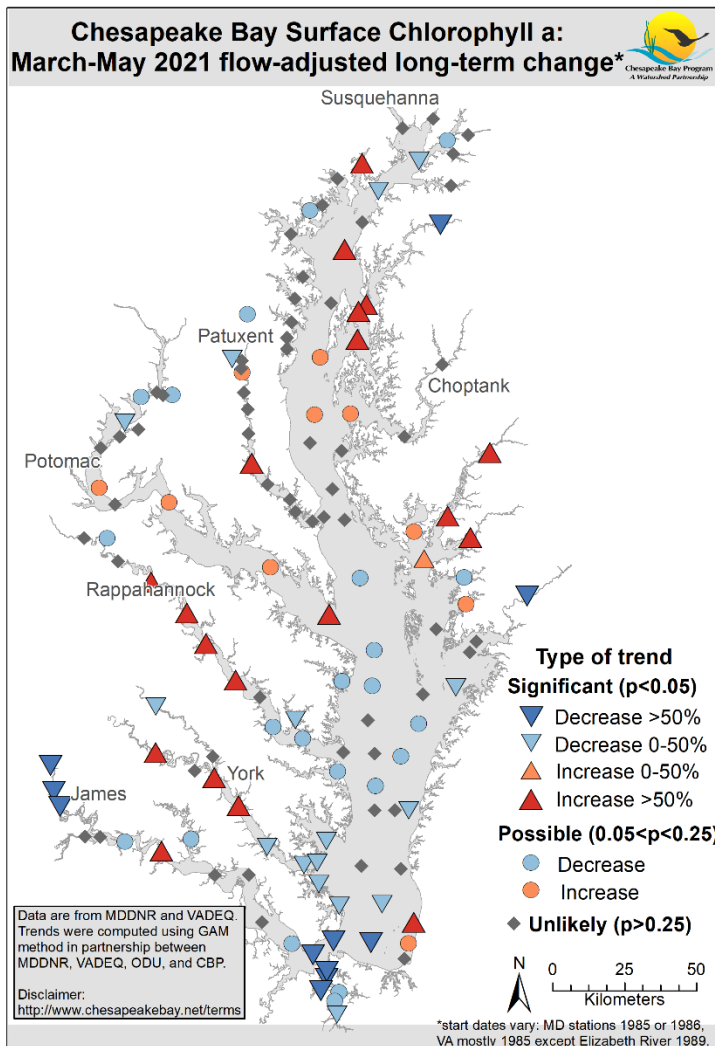 Chesapeake Bay Surface Chlorophyll a:
March-May 2021 flow-adjusted long-term change*
Chesapeake Bay Program
A Watershed Partnership
Susquehanna
Patuxent
Choptank
Potomac
Rappahannock
York
James
Type of trend
Significant (p<0.05)
Decrease >50%
Decrease 0-50%
Increase 0-50%
Increase >50%
Possible (0.05<p<0.25)
Decrease
Increase
Unlikely (p>0.25)
Data are from MDDNR and VADEQ.
Trends were computed using GAM
method in partnership between
MDDNR, VADEQ, ODU, and CBP.
Disclaimer:
http://www.chesapeakebay.net/terms
N
0 25 50
Kilometers
*start dates vary: MD stations 1985 or 1986,
VA mostly 1985 except Elizabeth River 1989.